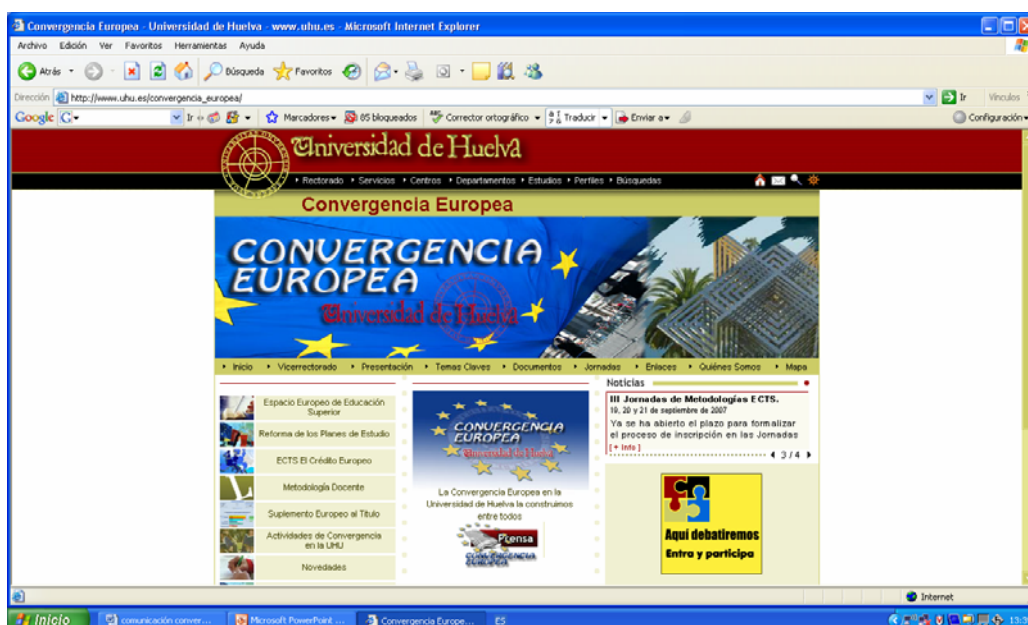 Convergencia Europea - Universidad de Huelva - www.uhu.es - Microsoft Internet Explorer
Archivo Edición Ver Favoritos Herramientas Ayuda
Atrás Búsqueda Favoritos
Dirección http://www.uhu.es/convergencia_europea/ Ir Vínculos
Google Ir Marcadores 85 bloqueados Corrector ortográfico Traducir Enviar a Configuración
Universidad de Huelva
Rectorado Servicios Centros Departamentos Estudios Perfiles Búsquedas
Convergencia Europea
CONVERGENCIA
EUROPEA
Universidad de Huelva
Inicio Vicerrectorado Presentación Temas Claves Documentos Jornadas Enlaces Quiénes Somos Mapa
Espacio Europeo de Educación
Superior
Reforma de los Planes de Estudio
ECTS El Crédito Europeo
Metodología Docente
Suplemento Europeo al Título
Actividades de Convergencia
en la UHU
Novedades
CONVERGENCIA
EUROPEA
Universidad de Huelva
La Convergencia Europea en la
Universidad de Huelva la construimos
entre todos
Prensa
CONVERGENCIA
EUROPEA
Noticias
III Jornadas de Metodologías ECTS.
19, 20 y 21 de septiembre de 2007
Ya se ha abierto el plazo para formalizar
el proceso de inscripción en las Jornadas
[+ Info]
3 / 4
Aquí debatiremos
Entra y participa
Internet
Inicio comunicación conver... Microsoft PowerPoint ... Convergencia Europe... ES